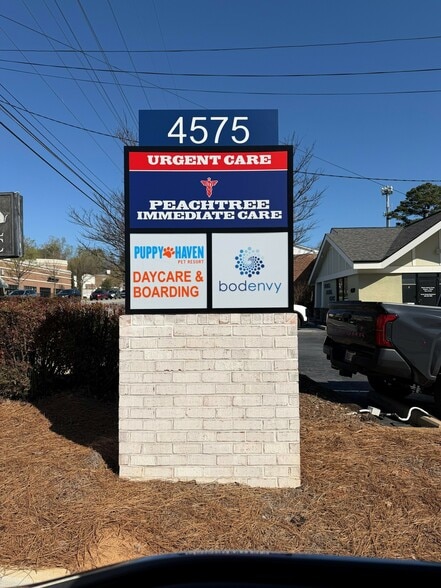 4575
URGENT CARE
PEACHTREE
IMMEDIATE CARE
PUPPY HAVEN
PET RESORT
DAYCARE &
BOARDING
bodenvy